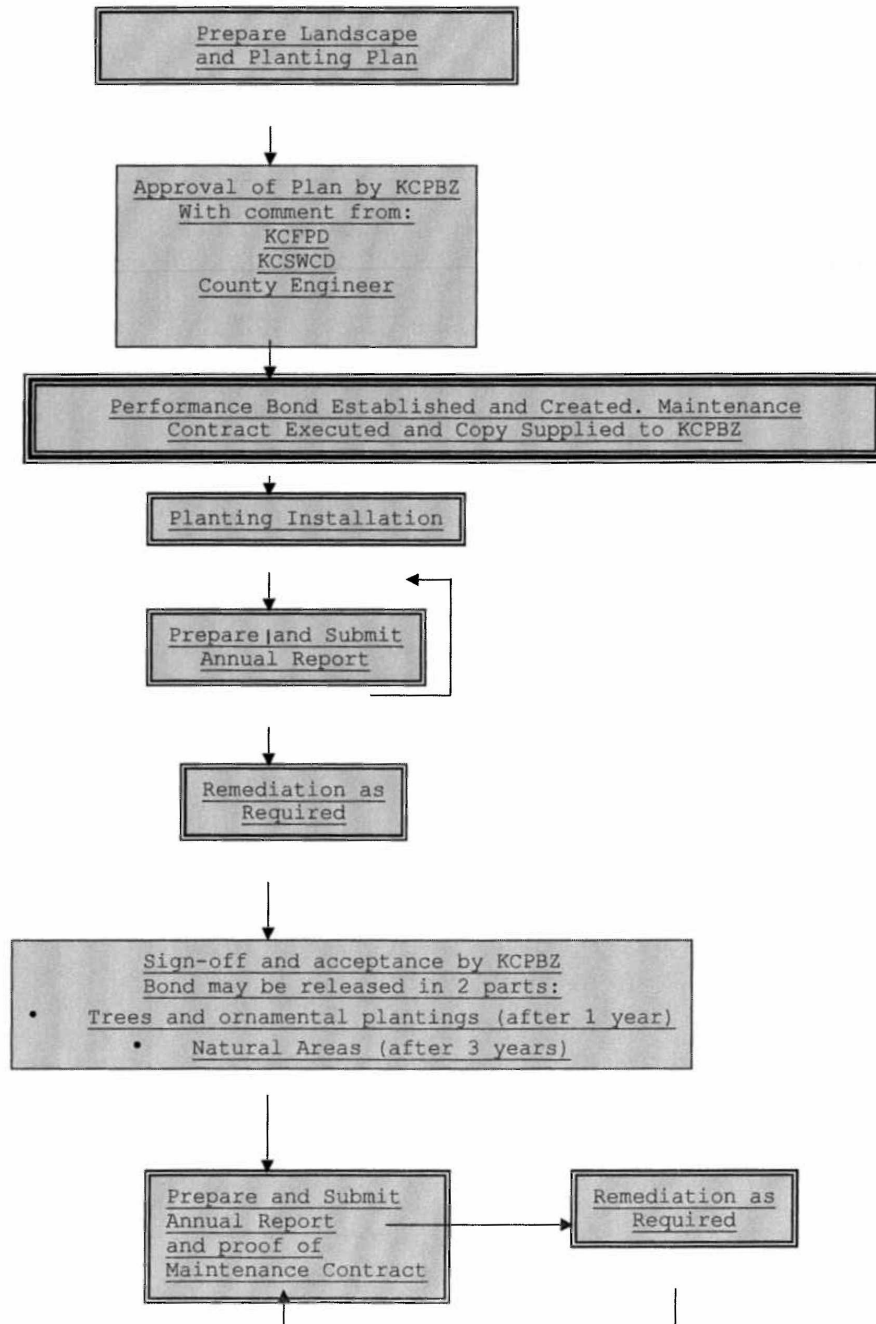 Prepare Landscape
and Planting Plan
Approval of Plan by KCPBZ
With comment from:
KCFPD
KCSWCD
County Engineer
Performance Bond Established and Created. Maintenance
Contract Executed and Copy Supplied to KCPBZ
Planting Installation
Prepare and Submit
Annual Report
Remediation as
Required
Sign-off and acceptance by KCPBZ
Bond may be released in 2 parts:
• Trees and ornamental plantings (after 1 year)
• Natural Areas (after 3 years)
Prepare and Submit
Annual Report
and proof of
Maintenance Contract
Remediation as
Required